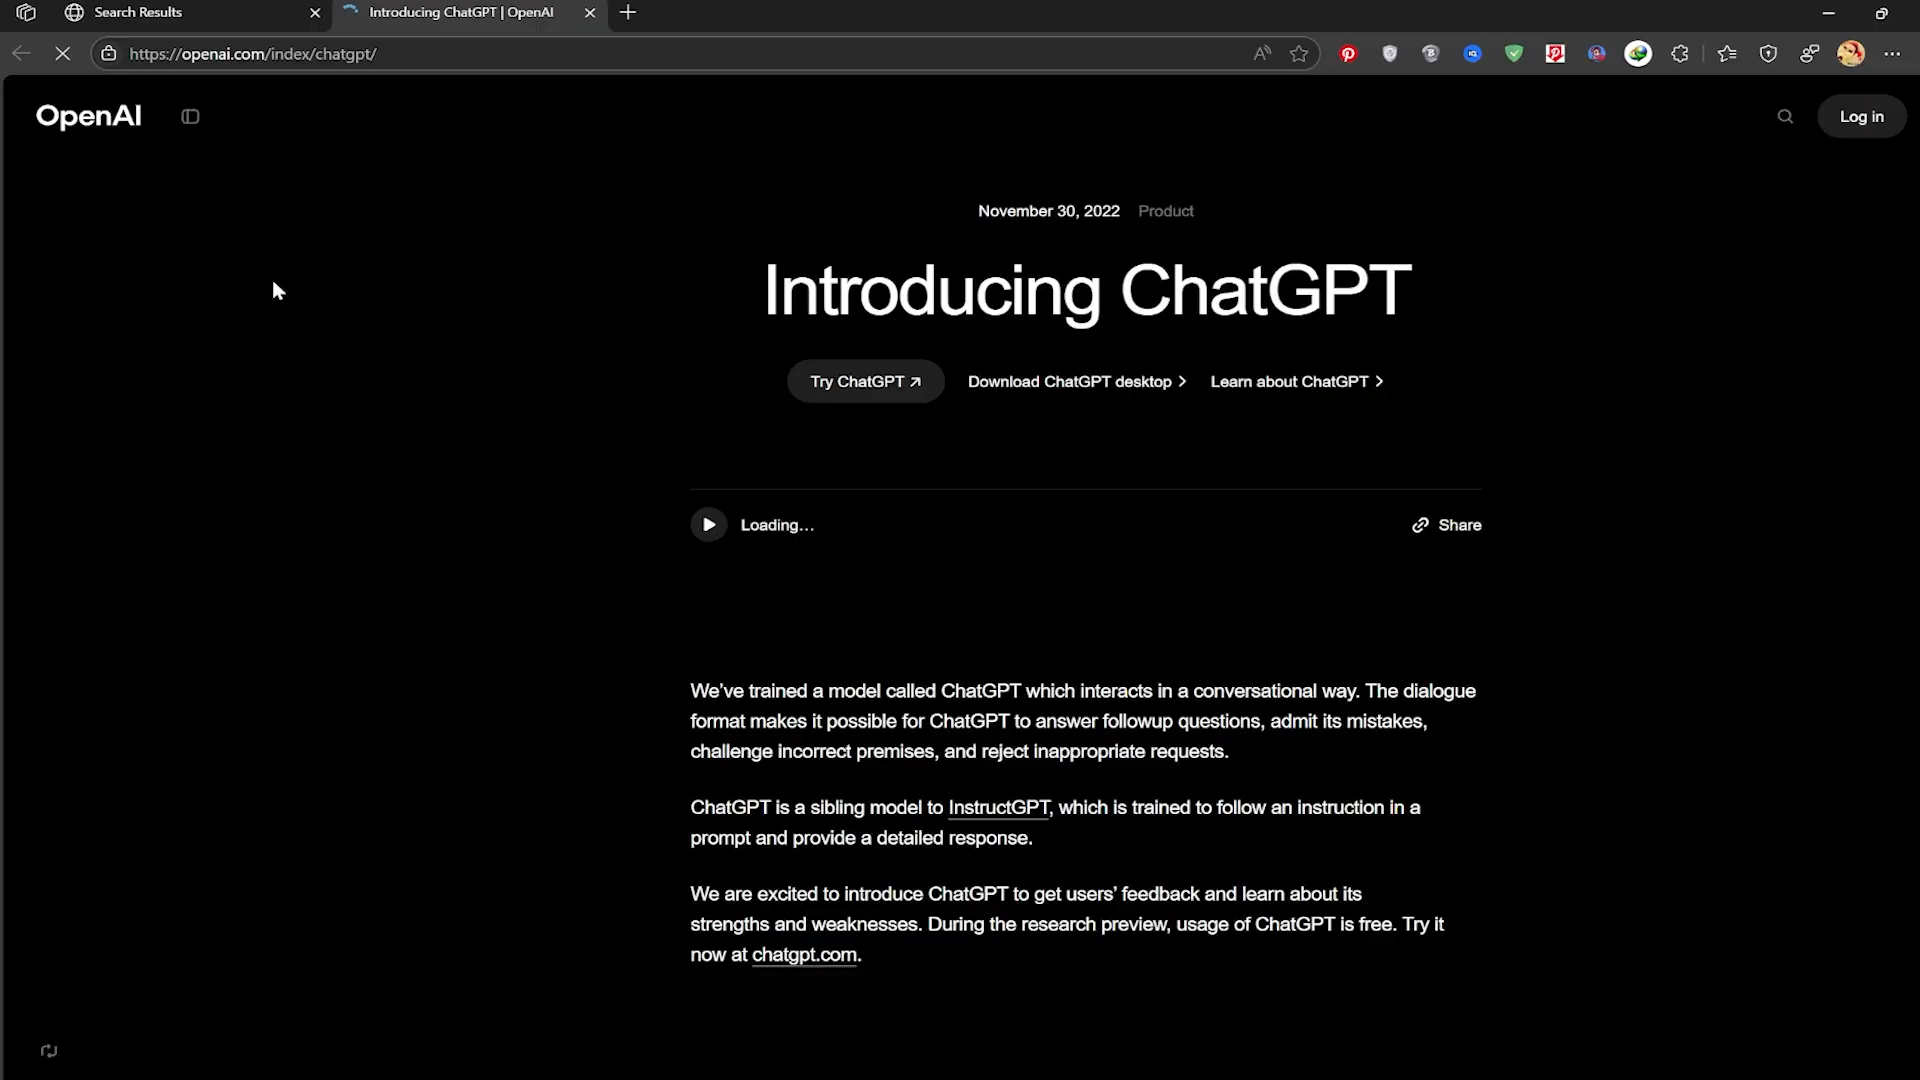 Search Results
Introducing ChatGPT | OpenAI
https://openai.com/index/chatgpt/
OpenAI
Log in
November 30, 2022 Product
Introducing ChatGPT
Try ChatGPT
Download ChatGPT desktop
Learn about ChatGPT
Loading...
Share
We've trained a model called ChatGPT which interacts in a conversational way. The dialogue
format makes it possible for ChatGPT to answer followup questions, admit its mistakes,
challenge incorrect premises, and reject inappropriate requests.
ChatGPT is a sibling model to InstructGPT, which is trained to follow an instruction in a
prompt and provide a detailed response.
We are excited to introduce ChatGPT to get users' feedback and learn about its
strengths and weaknesses. During the research preview, usage of ChatGPT is free. Try it
now at chatgpt.com.